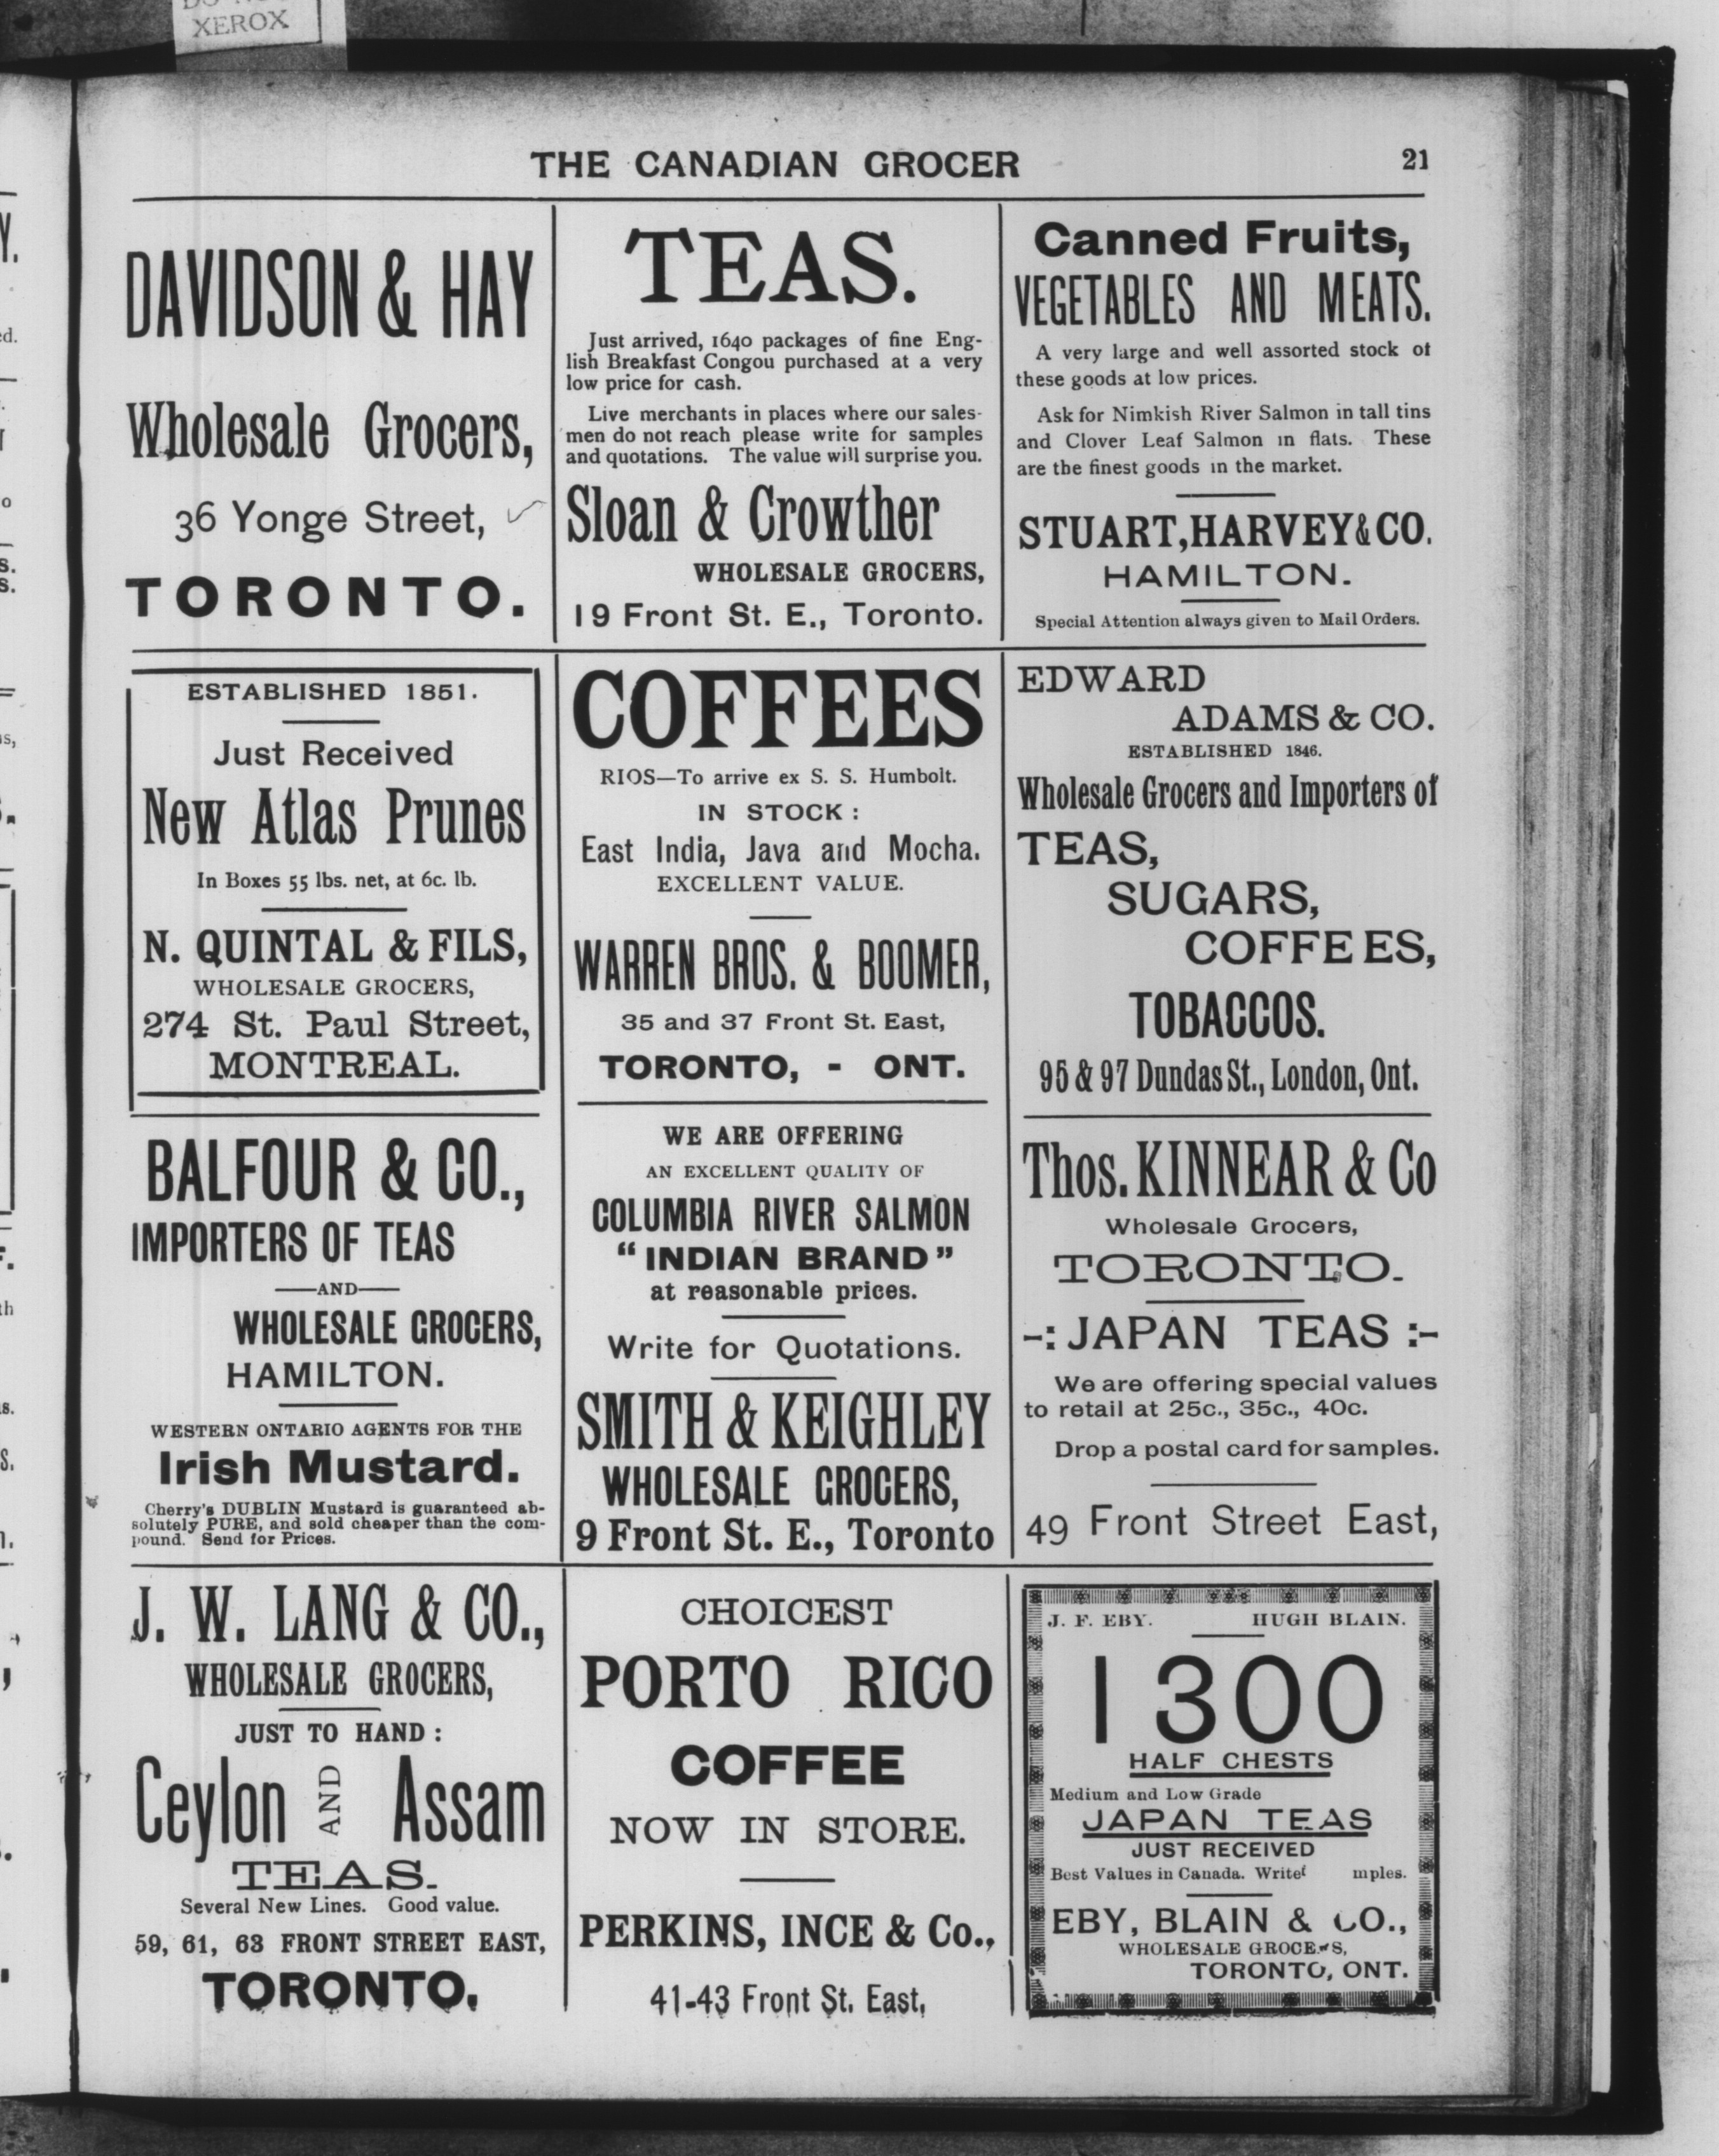 XEROX
THE CANADIAN GROCER
21
DAVIDSON & HAY
Wholesale Grocers,
36 Yonge Street,
TORONTO.
TEAS.
Just arrived, 1640 packages of fine Eng-
lish Breakfast Congou purchased at a very
low price for cash.
Live merchants in places where our sales-
men do not reach please write for samples
and quotations. The value will surprise you.
Sloan & Crowther
WHOLESALE GROCERS,
19 Front St. E., Toronto.
Canned Fruits,
VEGETABLES AND MEATS.
A very large and well assorted stock of
these goods at low prices.
Ask for Nimkish River Salmon in tall tins
and Clover Leaf Salmon in flats. These
are the finest goods in the market.
STUART, HARVEY & CO.
HAMILTON.
Special Attention always given to Mail Orders.
ESTABLISHED 1851.
Just Received
New Atlas Prunes
In Boxes 55 lbs. net, at 6c. lb.
N. QUINTAL & FILS,
WHOLESALE GROCERS,
274 St. Paul Street,
MONTREAL.
COFFEES
RIOS—To arrive ex S. S. Humbolt.
IN STOCK:
East India, Java and Mocha.
EXCELLENT VALUE.
WARREN BROS. & BOOMER,
35 and 37 Front St. East,
TORONTO, - ONT.
EDWARD
ADAMS & CO.
ESTABLISHED 1846.
Wholesale Grocers and Importers of
TEAS,
SUGARS,
COFFEES,
TOBACCOS.
95 & 97 Dundas St., London, Ont.
BALFOUR & CO.,
IMPORTERS OF TEAS
—AND—
WHOLESALE GROCERS,
HAMILTON.
WESTERN ONTARIO AGENTS FOR THE
Irish Mustard.
Cherry's DUBLIN Mustard is guaranteed ab-
solutely PURE, and sold cheaper than the com-
pound. Send for Prices.
WE ARE OFFERING
AN EXCELLENT QUALITY OF
COLUMBIA RIVER SALMON
"INDIAN BRAND"
at reasonable prices.
Write for Quotations.
SMITH & KEIGHLEY
WHOLESALE GROCERS,
9 Front St. E., Toronto
Thos. KINNEAR & Co
Wholesale Grocers,
TORONTO.
-: JAPAN TEAS :-
We are offering special values
to retail at 25c., 35c., 40c.
Drop a postal card for samples.
49 Front Street East,
J. W. LANG & CO.,
WHOLESALE GROCERS,
JUST TO HAND:
Ceylon AND Assam
TEAS.
Several New Lines. Good value.
59, 61, 63 FRONT STREET EAST,
TORONTO.
CHOICEST
PORTO RICO
COFFEE
NOW IN STORE.
PERKINS, INCE & Co.,
41-43 Front St. East,
J. F. EBY. HUGH BLAIN.
1300
HALF CHESTS
Medium and Low Grade
JAPAN TEAS
JUST RECEIVED
Best Values in Canada. Write mples.
EBY, BLAIN & CO.,
WHOLESALE GROCERS,
TORONTO, ONT.